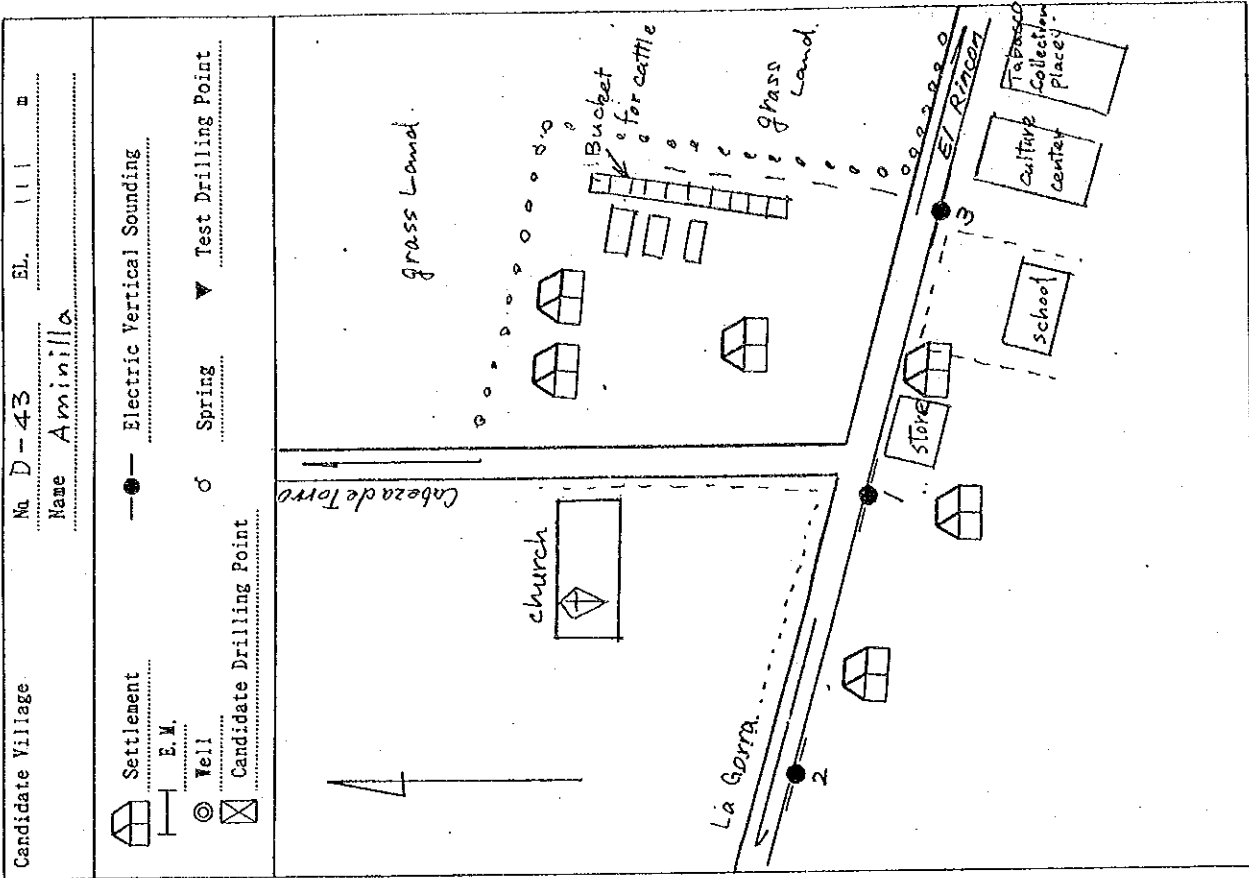 Candidate Village
No D-43 EL. 111 m
Name Aminilla
Settlement
Electric Vertical Sounding
E.M.
Well
Spring
Test Drilling Point
Candidate Drilling Point
Cabeza de Torro
grass Land
church
Bucket
for cattle
grass
Land.
La Gorra
2
1
store
3
El Rincon
school
culture
center
Tabasco
Collection
place